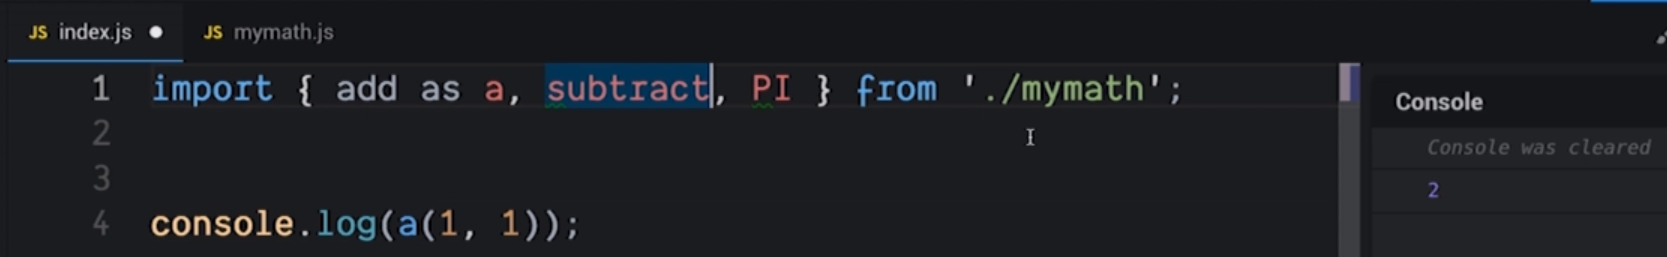 JS index.js ● JS mymath.js
1 import { add as a, subtract, PI } from './mymath';
Console
2
Console was cleared
3
2
4 console.log(a(1, 1));